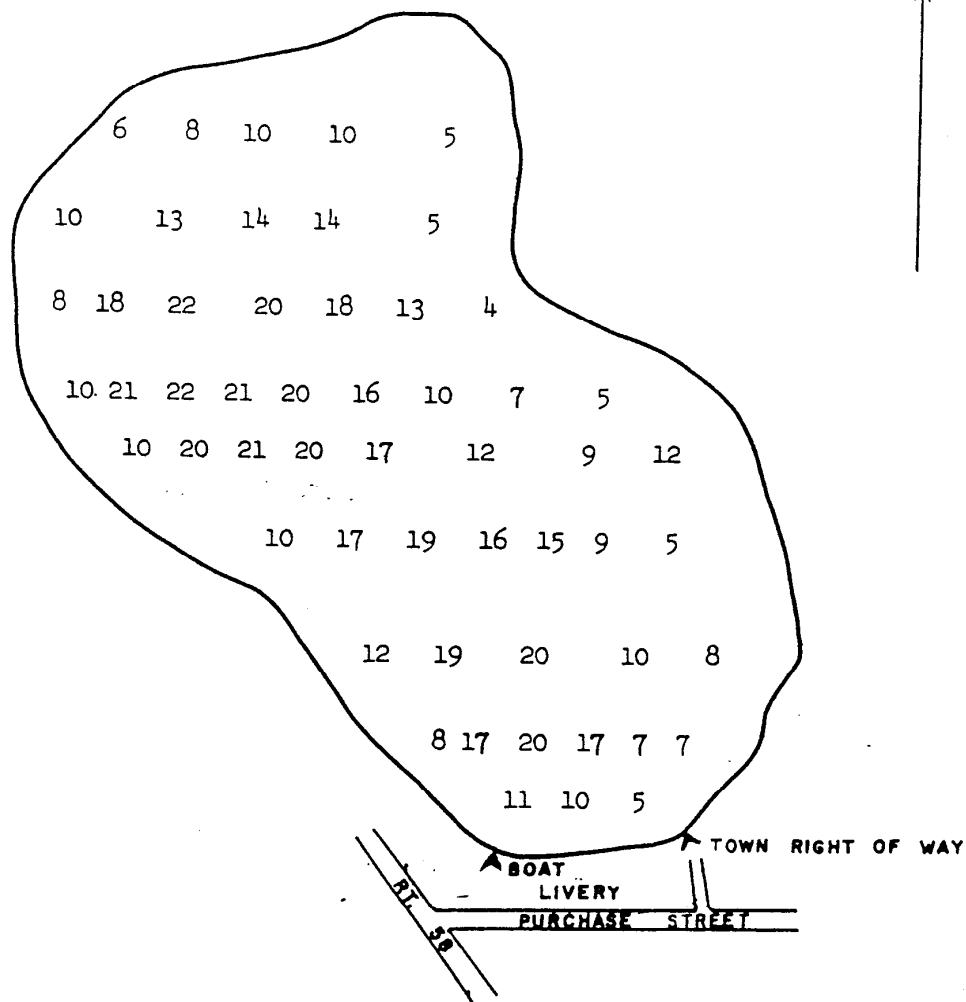 6 8 10 10 5
10 13 14 14 5
8 18 22 20 18 13 4
10 21 22 21 20 16 10 7 5
10 20 21 20 17 12 9 12
10 17 19 16 15 9 5
12 19 20 10 8
8 17 20 17 7 7
11 10 5
TOWN RIGHT OF WAY
BOAT
LIVERY
PURCHASE STREET
RT. 58